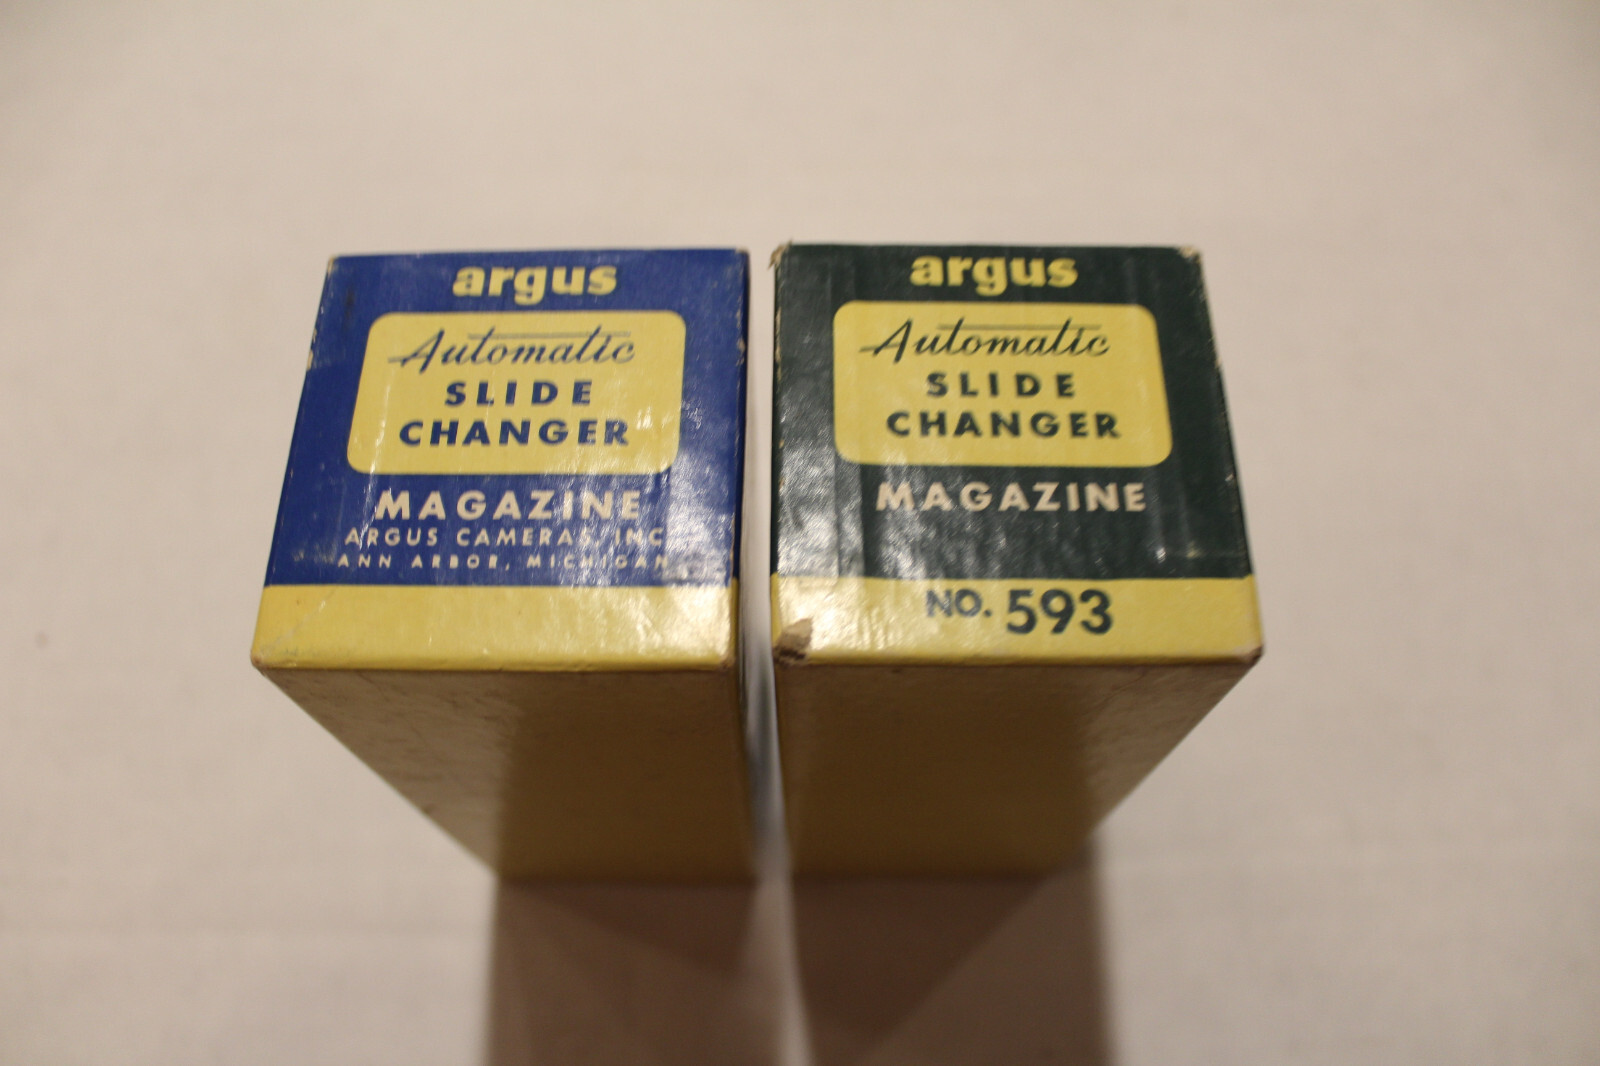 argus
Automatic
SLIDE
CHANGER
MAGAZINE
ARGUS CAMERAS, INC.
ANN ARBOR, MICHIGAN
argus
Automatic
SLIDE
CHANGER
MAGAZINE
NO. 593